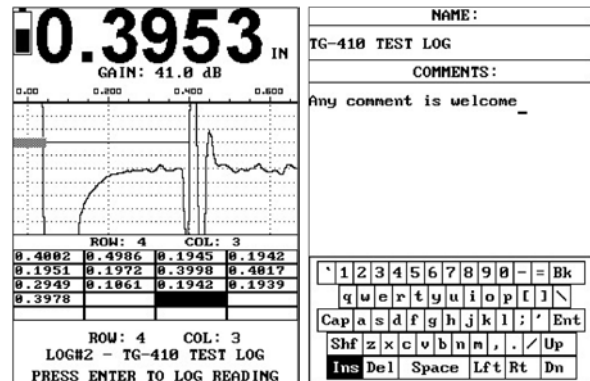 0.3953 IN
GAIN: 41.0 dB
0.00 0.200 0.400 0.600
ROW: 4 COL: 3
0.4002 0.4986 0.1945 0.1942
0.1951 0.1972 0.3998 0.4017
0.2949 0.1061 0.1942 0.1939
0.3978
ROW: 4 COL: 3
LOG#2 - TG-410 TEST LOG
PRESS ENTER TO LOG READING
NAME:
TG-410 TEST LOG
COMMENTS:
Any comment is welcome_
` 1 2 3 4 5 6 7 8 9 0 - = Bk
q w e r t y u i o p [ ] \
Cap a s d f g h j k l ; ' Ent
Shf z x c v b n m , . / Up
Ins Del Space Lft Rt Dn